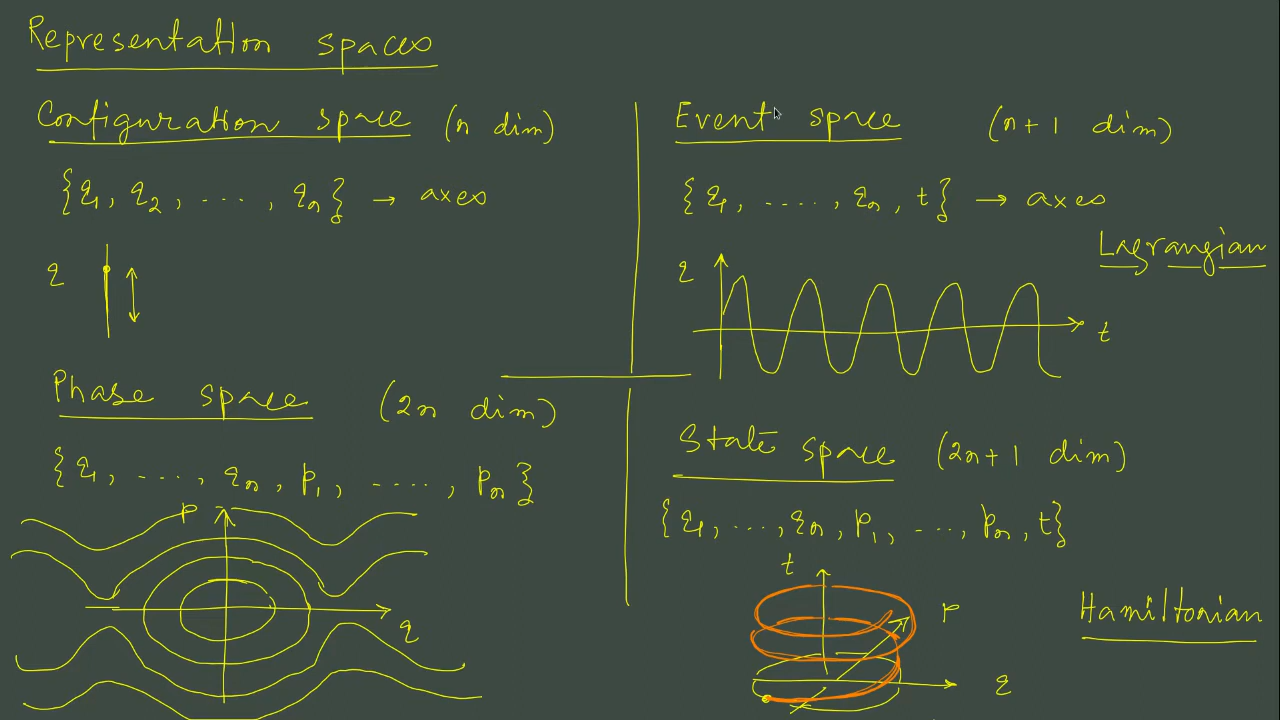 Representation spaces
Configuration space (n dim)
{q₁, q₂, ...., qₙ} → axes
q
Event space (n+1 dim)
{q₁, ...., qₙ, t} → axes
Lagrangian
q
t
Phase space (2n dim)
{q₁, ...., qₙ, p₁, ...., pₙ}
p
q
State space (2n+1 dim)
{q₁, ..., qₙ, p₁, ..., pₙ, t}
t
p
q
Hamiltonian